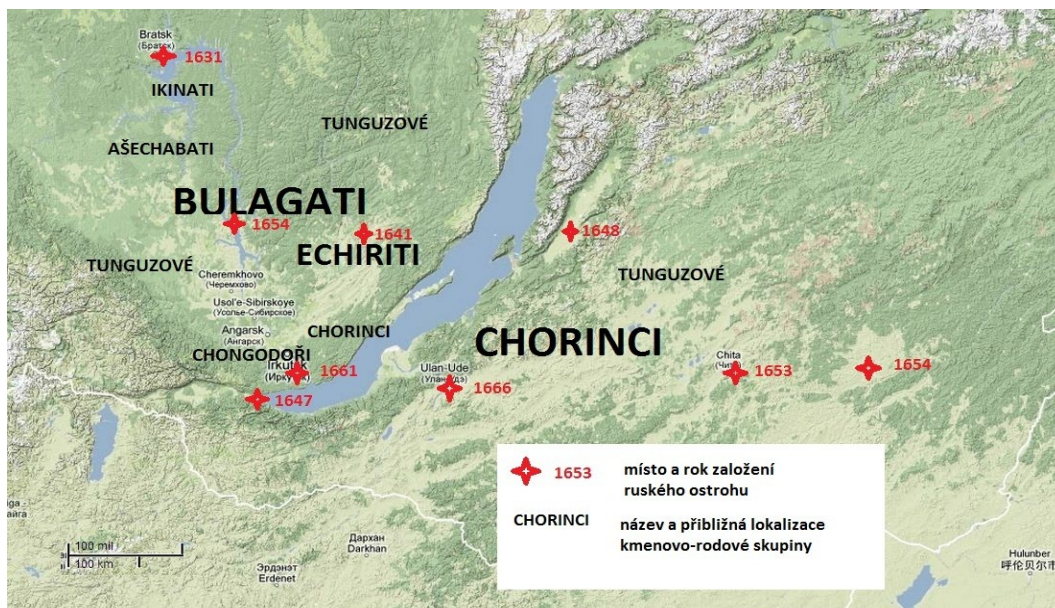 Bratsk
(Братск)
1631
IKINATI
TUNGUZOVÉ
AŠECHABATI
BULAGATI
1654
1641
1648
ECHIRITI
TUNGUZOVÉ
TUNGUZOVÉ
Cheremkhovo
(Черемхово)
Usol'e-Sibirskoye
(Усолье-Сибирское)
Angarsk
(Ангарск)
CHORINCI
CHORINCI
CHONGODOŘI
Irkutsk
1661
Ulan-Ude
1666
Chita
1653
1654
1647
1653
místo a rok založení
ruského ostrohu
CHORINCI
název a přibližná lokalizace
kmenovo-rodové skupiny
100 mil
100 km
Дархан
Darkhan
Эрдэнэт
Erdenet
Hulunber
呼伦贝尔市